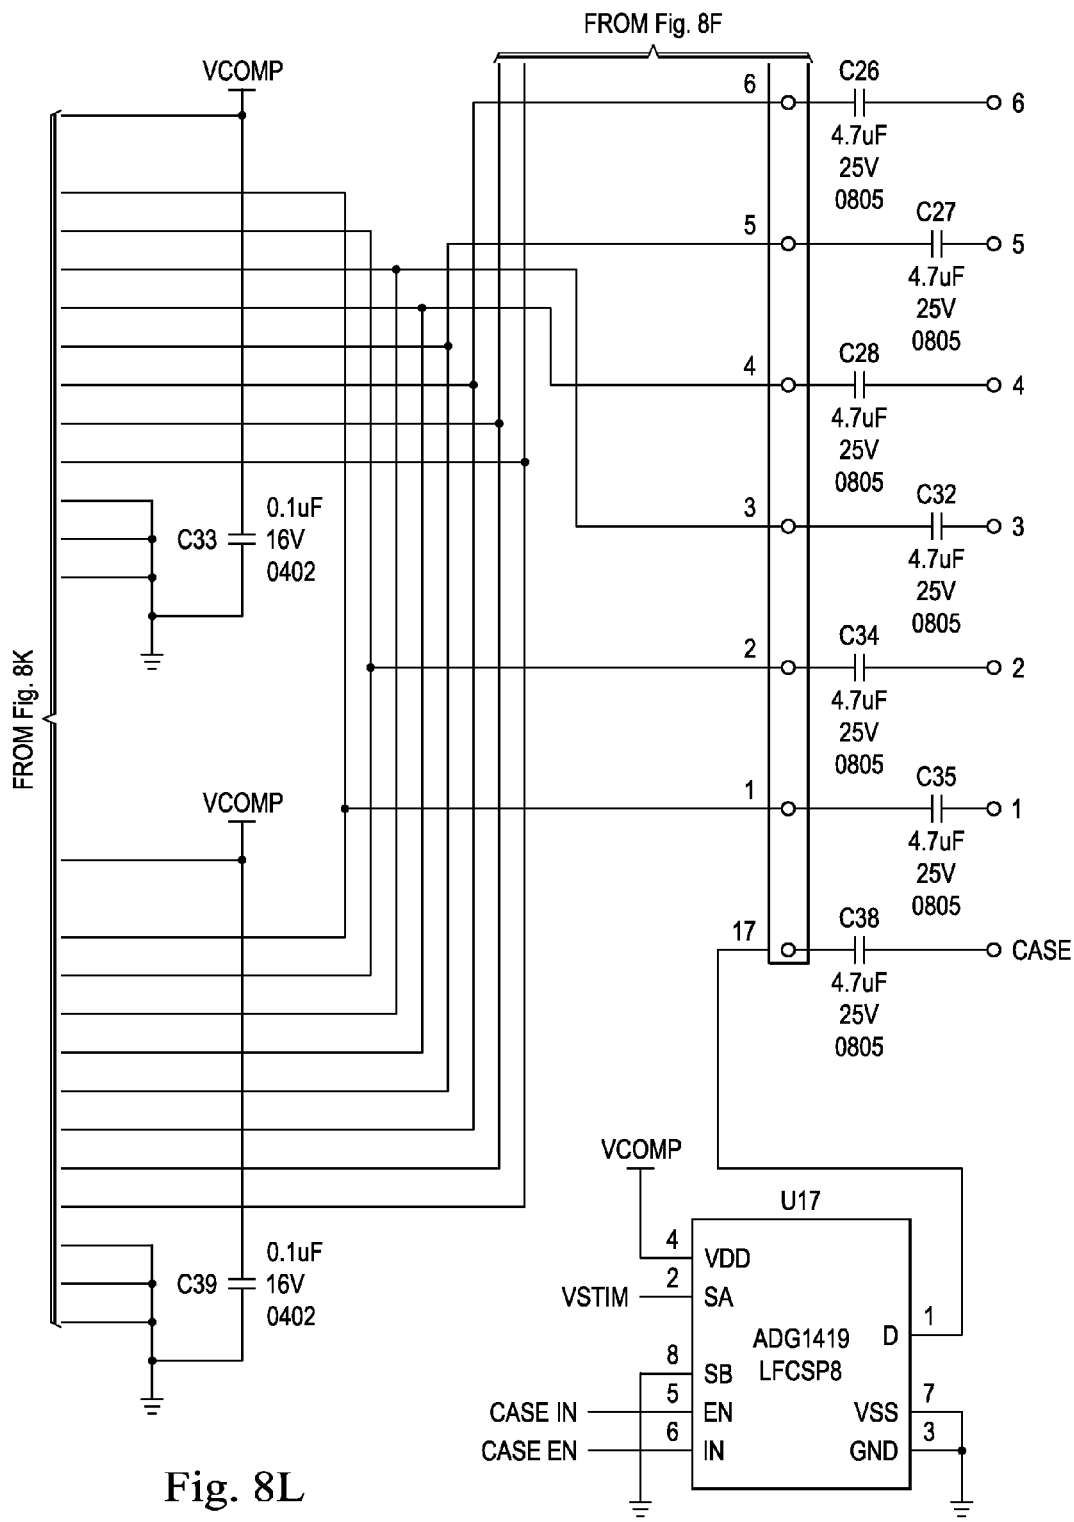 FROM Fig. 8F
VCOMP
6
C26
6
4.7uF
25V
0805
5
C27
5
4.7uF
25V
0805
4
C28
4
4.7uF
25V
0805
0.1uF
C33
16V
0402
3
C32
3
4.7uF
25V
0805
FROM Fig. 8K
2
C34
2
4.7uF
25V
0805
VCOMP
1
C35
1
4.7uF
25V
0805
17
C38
CASE
4.7uF
25V
0805
0.1uF
C39
16V
0402
VCOMP
U17
4
VDD
2
VSTIM
SA
ADG1419
LFCSP8
D
1
8
SB
5
CASE IN
EN
6
CASE EN
IN
7
VSS
3
GND
Fig. 8L